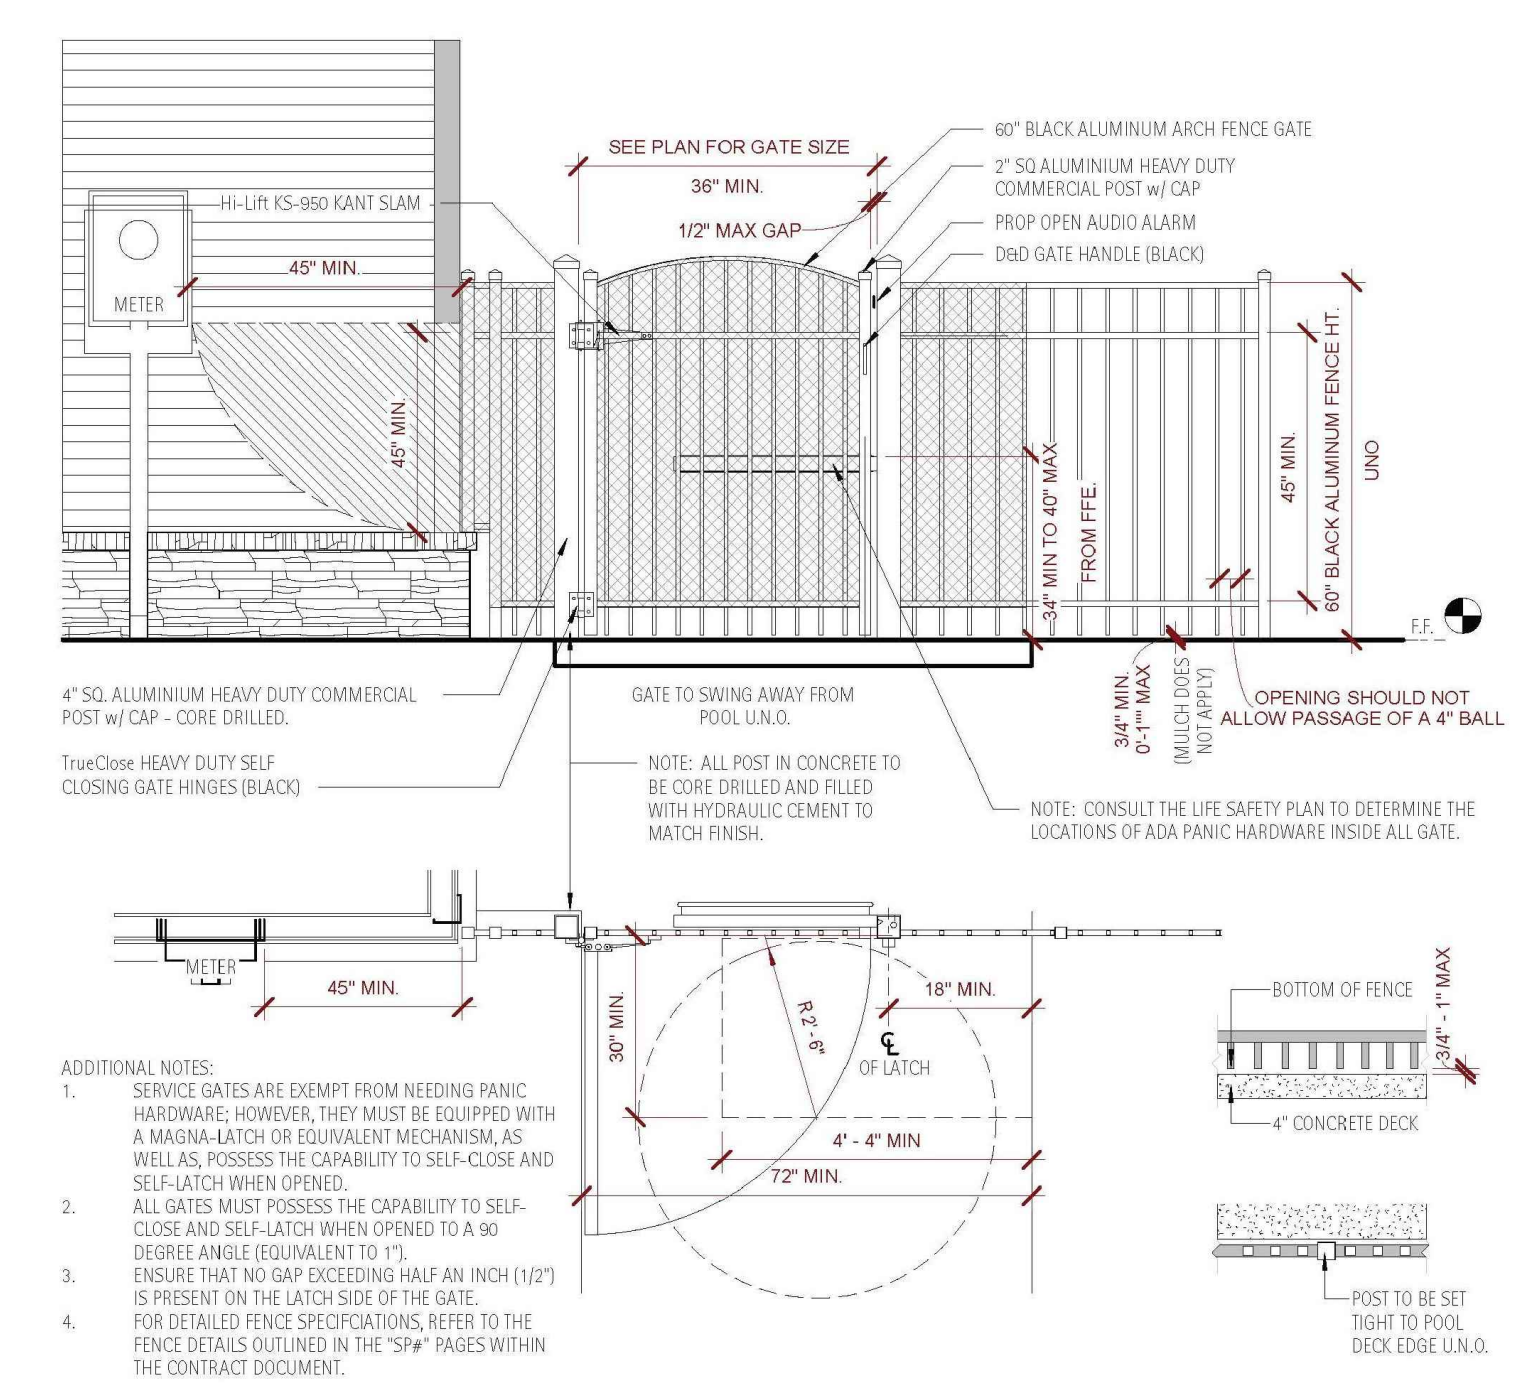 60" BLACK ALUMINUM ARCH FENCE GATE
SEE PLAN FOR GATE SIZE
2" SQ ALUMINIUM HEAVY DUTY
COMMERCIAL POST w/ CAP
36" MIN.
Hi-Lift KS-950 KANT SLAM
PROP OPEN AUDIO ALARM
1/2" MAX GAP
D&D GATE HANDLE (BLACK)
45" MIN.
METER
45" MIN.
34" MIN TO 40" MAX
FROM FFE.
45" MIN.
60" BLACK ALUMINUM FENCE HT.
UNO
F.F.
4" SQ. ALUMINIUM HEAVY DUTY COMMERCIAL
POST w/ CAP - CORE DRILLED.
GATE TO SWING AWAY FROM
POOL U.N.O.
3/4" MIN.
0'-1"" MAX
(MULCH DOES
NOT APPLY)
OPENING SHOULD NOT
ALLOW PASSAGE OF A 4" BALL
TrueClose HEAVY DUTY SELF
CLOSING GATE HINGES (BLACK)
NOTE: ALL POST IN CONCRETE TO
BE CORE DRILLED AND FILLED
WITH HYDRAULIC CEMENT TO
MATCH FINISH.
NOTE: CONSULT THE LIFE SAFETY PLAN TO DETERMINE THE
LOCATIONS OF ADA PANIC HARDWARE INSIDE ALL GATE.
METER
45" MIN.
30" MIN.
R 2' - 6"
18" MIN.
℄
OF LATCH
4' - 4" MIN
72" MIN.
BOTTOM OF FENCE
3/4" - 1" MAX
4" CONCRETE DECK
POST TO BE SET
TIGHT TO POOL
DECK EDGE U.N.O.
ADDITIONAL NOTES:
1. SERVICE GATES ARE EXEMPT FROM NEEDING PANIC
HARDWARE; HOWEVER, THEY MUST BE EQUIPPED WITH
A MAGNA-LATCH OR EQUIVALENT MECHANISM, AS
WELL AS, POSSESS THE CAPABILITY TO SELF-CLOSE AND
SELF-LATCH WHEN OPENED.
2. ALL GATES MUST POSSESS THE CAPABILITY TO SELF-
CLOSE AND SELF-LATCH WHEN OPENED TO A 90
DEGREE ANGLE (EQUIVALENT TO 1").
3. ENSURE THAT NO GAP EXCEEDING HALF AN INCH (1/2")
IS PRESENT ON THE LATCH SIDE OF THE GATE.
4. FOR DETAILED FENCE SPECIFCIATIONS, REFER TO THE
FENCE DETAILS OUTLINED IN THE "SP#" PAGES WITHIN
THE CONTRACT DOCUMENT.